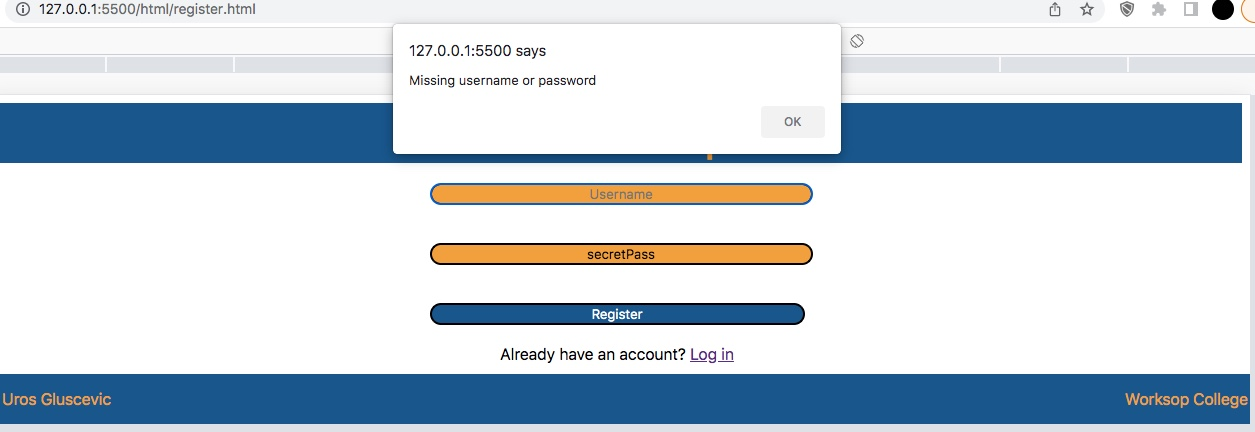 127.0.0.1:5500/html/register.html
127.0.0.1:5500 says
Missing username or password
OK
Username
secretPass
Register
Already have an account? Log in
Uros Gluscevic
Worksop College